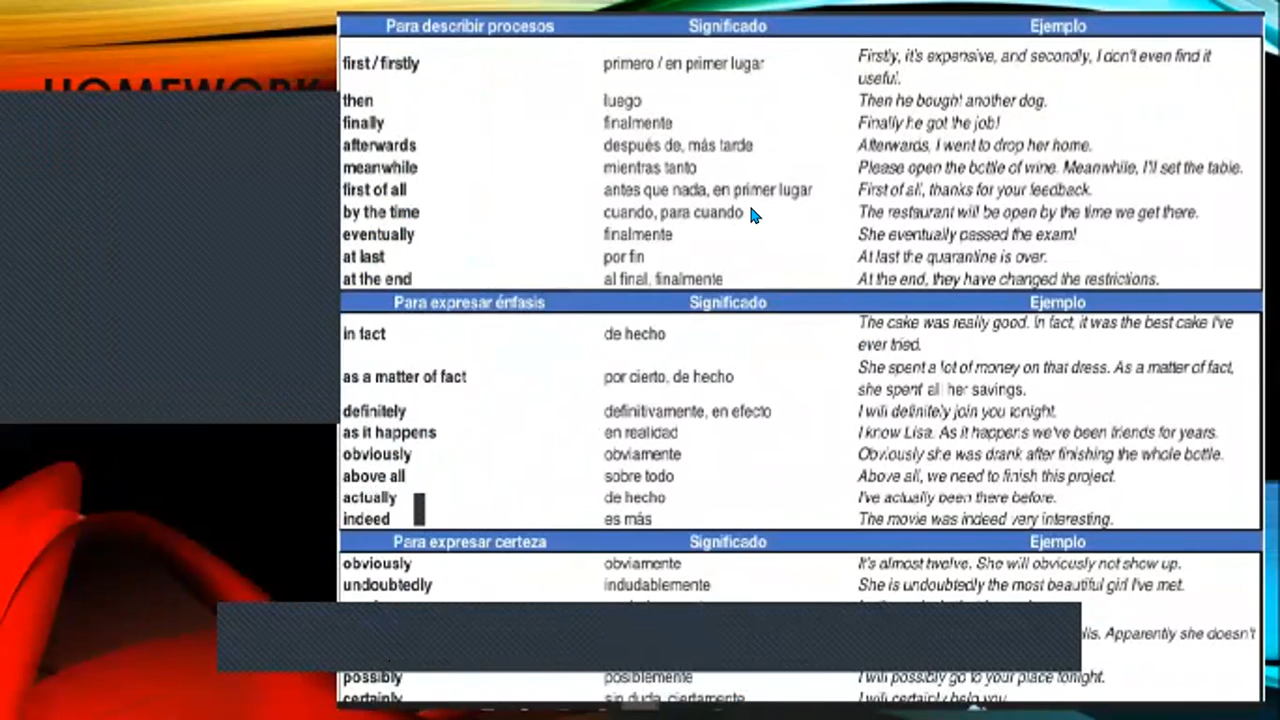 HOMEWORK
Para describir procesos Significado Ejemplo
first / firstly primero / en primer lugar Firstly, it's expensive, and secondly, I don't even find it
useful.
then luego Then he bought another dog.
finally finalmente Finally he got the job!
afterwards después de, más tarde Afterwards, I went to drop her home.
meanwhile mientras tanto Please open the bottle of wine. Meanwhile, I'll set the table.
first of all antes que nada, en primer lugar First of all, thanks for your feedback.
by the time cuando, para cuando The restaurant will be open by the time we get there.
eventually finalmente She eventually passed the exam!
at last por fin At last the quarantine is over.
at the end al final, finalmente At the end, they have changed the restrictions.
Para expresar énfasis Significado Ejemplo
in fact de hecho The cake was really good. In fact, it was the best cake I've
ever tried.
as a matter of fact por cierto, de hecho She spent a lot of money on that dress. As a matter of fact,
she spent all her savings.
definitely definitivamente, en efecto I will definitely join you tonight.
as it happens en realidad I know Lisa. As it happens we've been friends for years.
obviously obviamente Obviously she was drank after finishing the whole bottle.
above all sobre todo Above all, we need to finish this project.
actually de hecho I've actually been there before.
indeed es más The movie was indeed very interesting.
Para expresar certeza Significado Ejemplo
obviously obviamente It's almost twelve. She will obviously not show up.
undoubtedly indudablemente She is undoubtedly the most beautiful girl I've met.
Apparently she doesn't
possibly posiblemente I will possibly go to your place tonight.
certainly sin duda, ciertamente I will certainly help you.